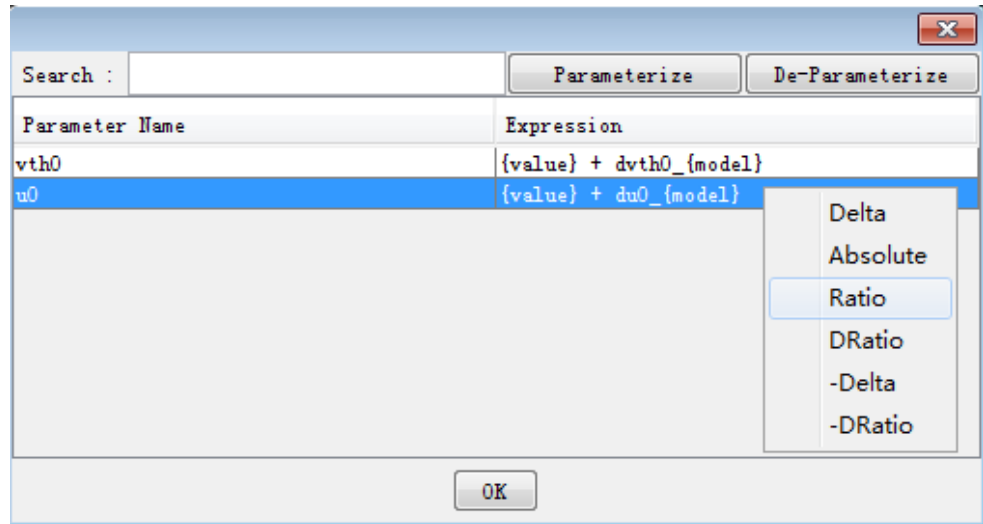 Search :
Parameterize
De-Parameterize
Parameter Name
Expression
vth0
{value} + dvth0_{model}
u0
{value} + du0_{model}
Delta
Absolute
Ratio
DRatio
-Delta
-DRatio
OK